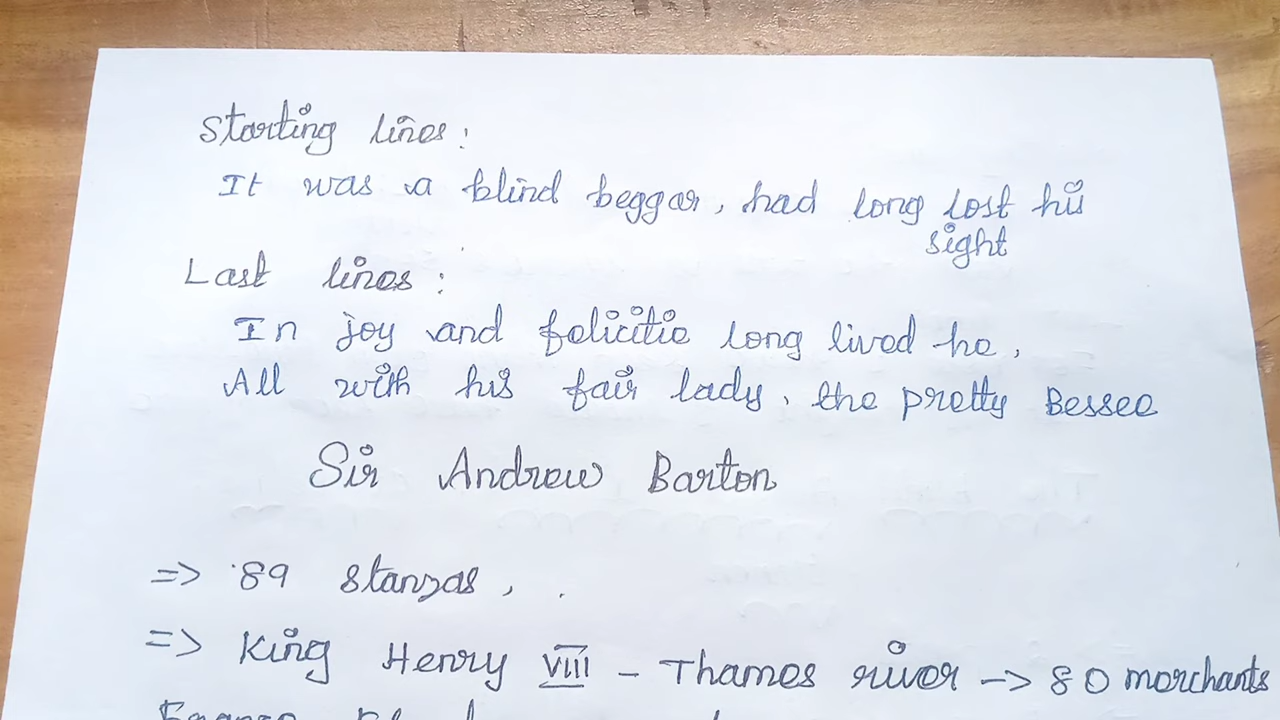 Starting lines:
It was a blind beggar, had long lost his
sight
Last lines:
In joy and felicitie long lived he,
All with his fair lady, the pretty Bessee
Sir Andrew Barton
=> 89 stanzas,
=> King Henry VIII - Thames river -> 80 merchants